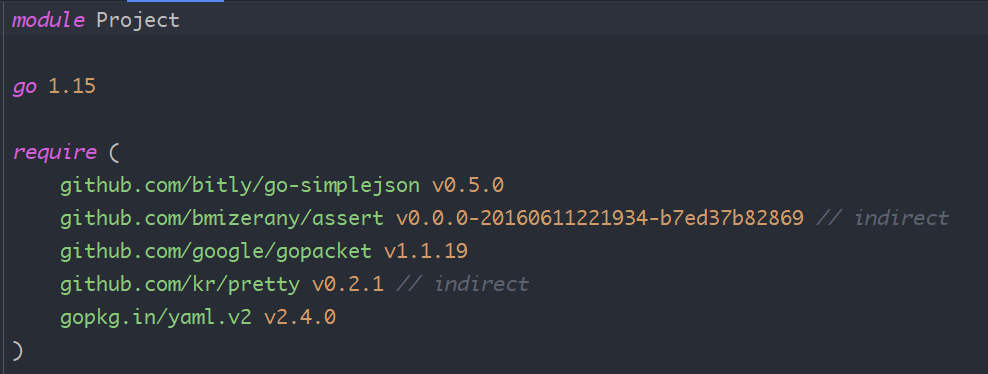 module Project
go 1.15
require (
github.com/bitly/go-simplejson v0.5.0
github.com/bmizerany/assert v0.0.0-20160611221934-b7ed37b82869 // indirect
github.com/google/gopacket v1.1.19
github.com/kr/pretty v0.2.1 // indirect
gopkg.in/yaml.v2 v2.4.0
)